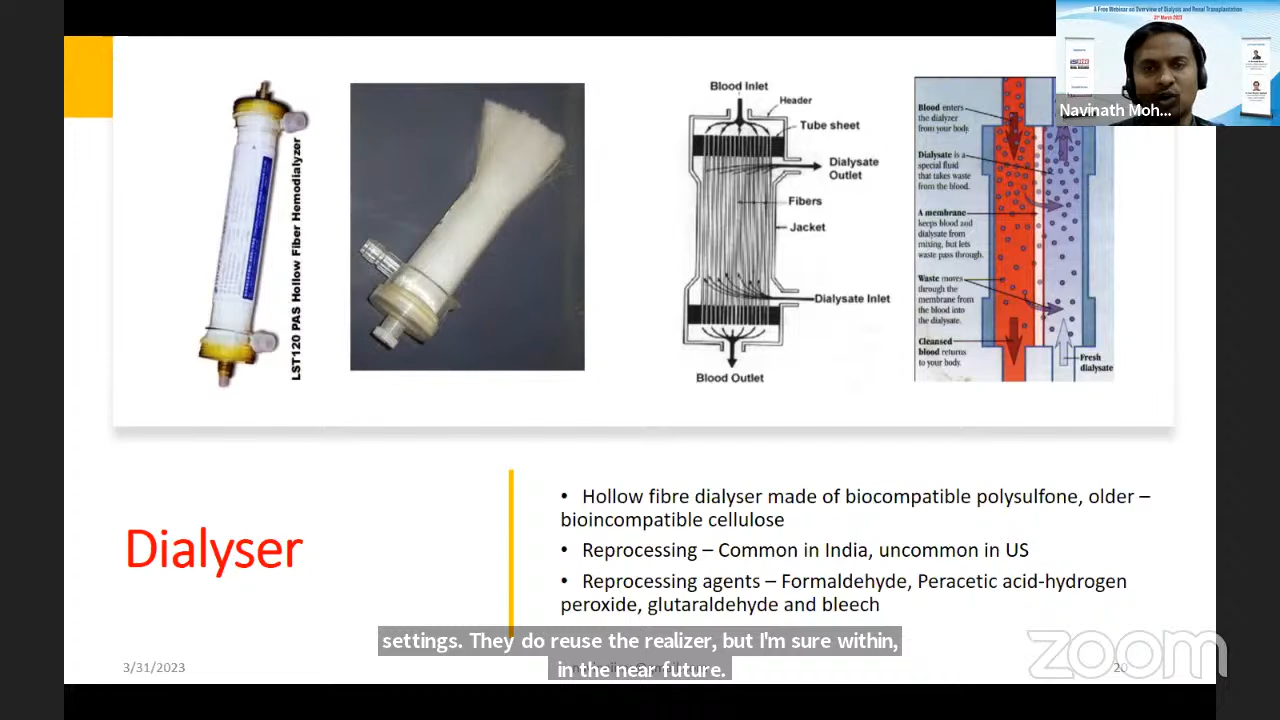 A Free Webinar on Overview of Dialysis and Renal Transplantation
31st March 2023
Navinath Moh...
LST120 PAS Hollow Fiber Hemodialyzer
Blood Inlet
Header
Tube sheet
Dialysate
Outlet
Fibers
Jacket
Dialysate Inlet
Blood Outlet
Blood enters
the dialyzer
from your body.
Dialysate is a
special fluid
that takes waste
from the blood.
A membrane
keeps blood and
dialysate from
mixing, but lets
waste pass through.
Waste moves
through the
membrane from
the blood into
the dialysate.
Cleansed
blood returns
to your body.
Fresh
dialysate
Dialyser
• Hollow fibre dialyser made of biocompatible polysulfone, older –
bioincompatible cellulose
• Reprocessing – Common in India, uncommon in US
• Reprocessing agents – Formaldehyde, Peracetic acid-hydrogen
peroxide, glutaraldehyde and bleech
settings. They do reuse the realizer, but I'm sure within,
in the near future.
3/31/2023
20
zoom